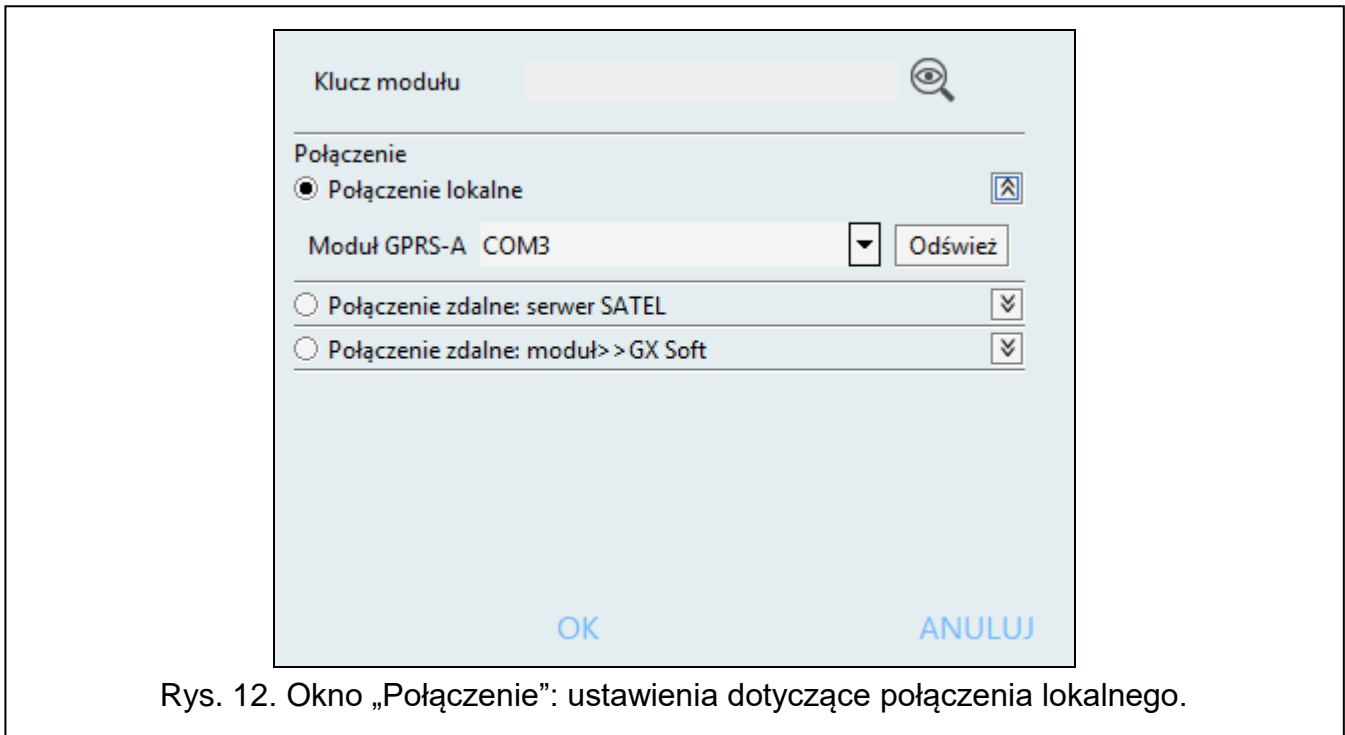 Klucz modułu
Połączenie
Połączenie lokalne
Moduł GPRS-A COM3 Odśwież
Połączenie zdalne: serwer SATEL
Połączenie zdalne: moduł>>GX Soft
OK ANULUJ
Rys. 12. Okno „Połączenie”: ustawienia dotyczące połączenia lokalnego.